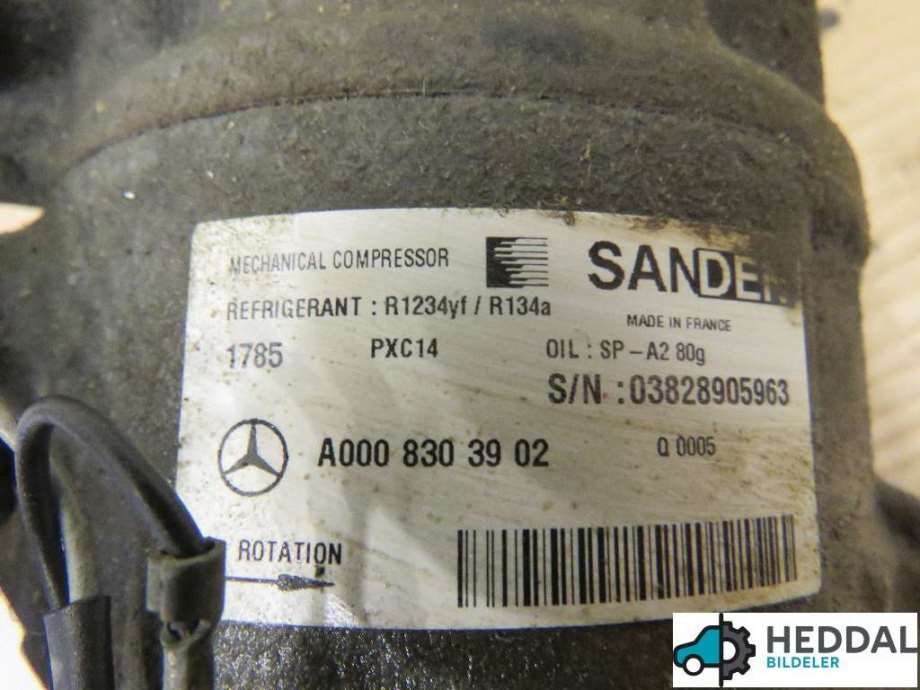 MECHANICAL COMPRESSOR
SANDEN
REFRIGERANT : R1234yf / R134a
MADE IN FRANCE
1785 PXC14 OIL : SP-A2 80g
S/N : 03828905963
A000 830 39 02
Q 0005
ROTATION
HEDDAL
BILDELER